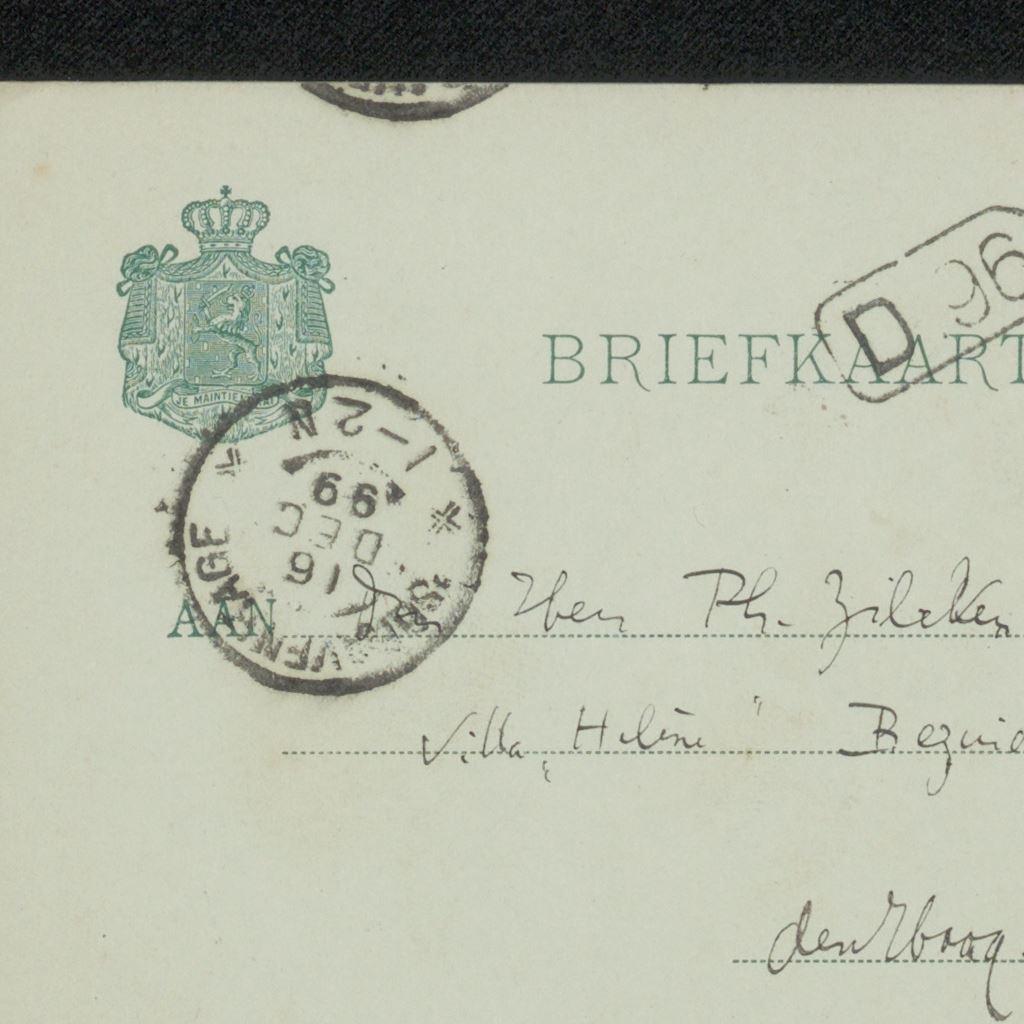 D 96
BRIEFKAART
JE MAINTIENDRAI
1-2 N
99
DEC
16
'S GRAVENHAGE
AAN den Heer Ph. Zilcken
Villa „Hélène" Bezuid
den Haag.